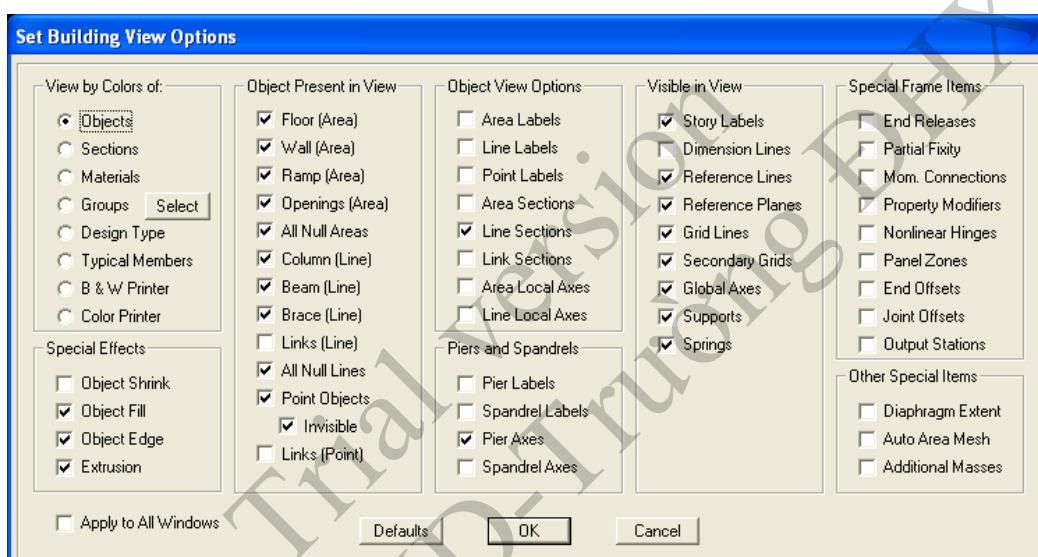 Set Building View Options
View by Colors of:
Objects
Sections
Materials
Groups
Select
Design Type
Typical Members
B & W Printer
Color Printer
Special Effects
Object Shrink
Object Fill
Object Edge
Extrusion
Apply to All Windows
Object Present in View
Floor (Area)
Wall (Area)
Ramp (Area)
Openings (Area)
All Null Areas
Column (Line)
Beam (Line)
Brace (Line)
Links (Line)
All Null Lines
Point Objects
Invisible
Links (Point)
Object View Options
Area Labels
Line Labels
Point Labels
Area Sections
Line Sections
Link Sections
Area Local Axes
Line Local Axes
Piers and Spandrels
Pier Labels
Spandrel Labels
Pier Axes
Spandrel Axes
Visible in View
Story Labels
Dimension Lines
Reference Lines
Reference Planes
Grid Lines
Secondary Grids
Global Axes
Supports
Springs
Special Frame Items
End Releases
Partial Fixity
Mom. Connections
Property Modifiers
Nonlinear Hinges
Panel Zones
End Offsets
Joint Offsets
Output Stations
Other Special Items
Diaphragm Extent
Auto Area Mesh
Additional Masses
Defaults
OK
Cancel
Trial version